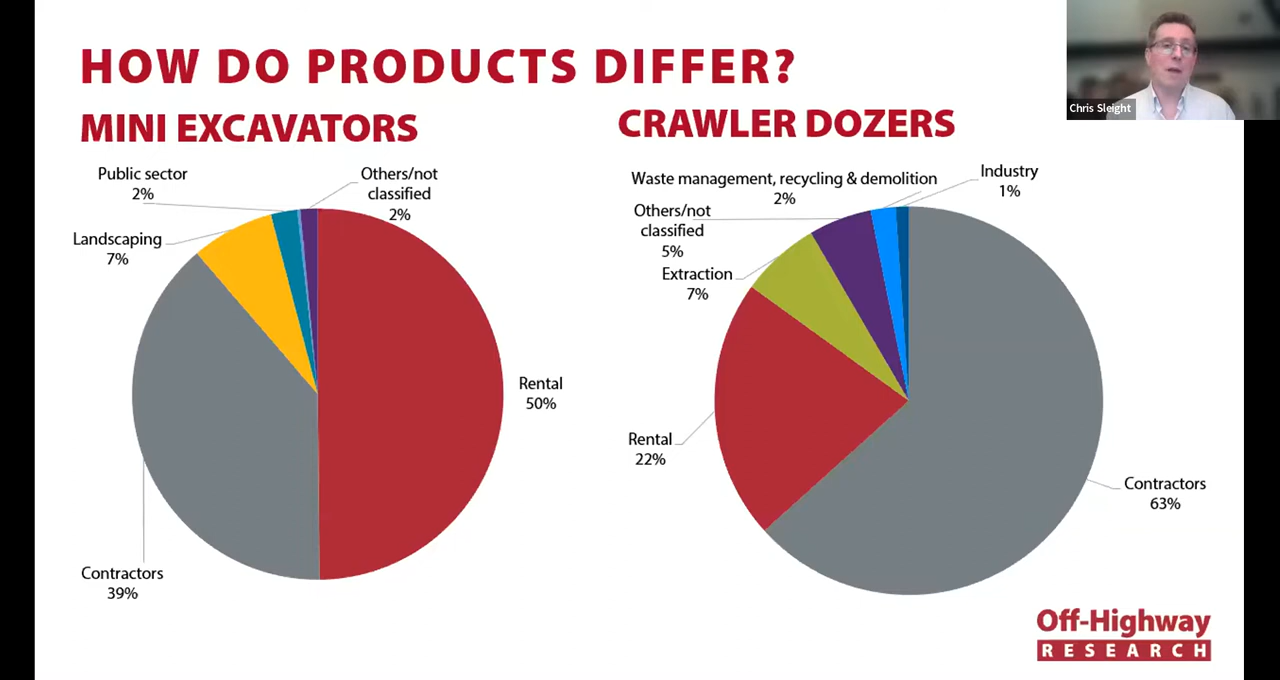 HOW DO PRODUCTS DIFFER?
Chris Sleight
MINI EXCAVATORS
Public sector
2%
Others/not
classified
2%
Landscaping
7%
Rental
50%
Contractors
39%
CRAWLER DOZERS
Waste management, recycling & demolition
2%
Industry
1%
Others/not
classified
5%
Extraction
7%
Rental
22%
Contractors
63%
Off-Highway
RESEARCH